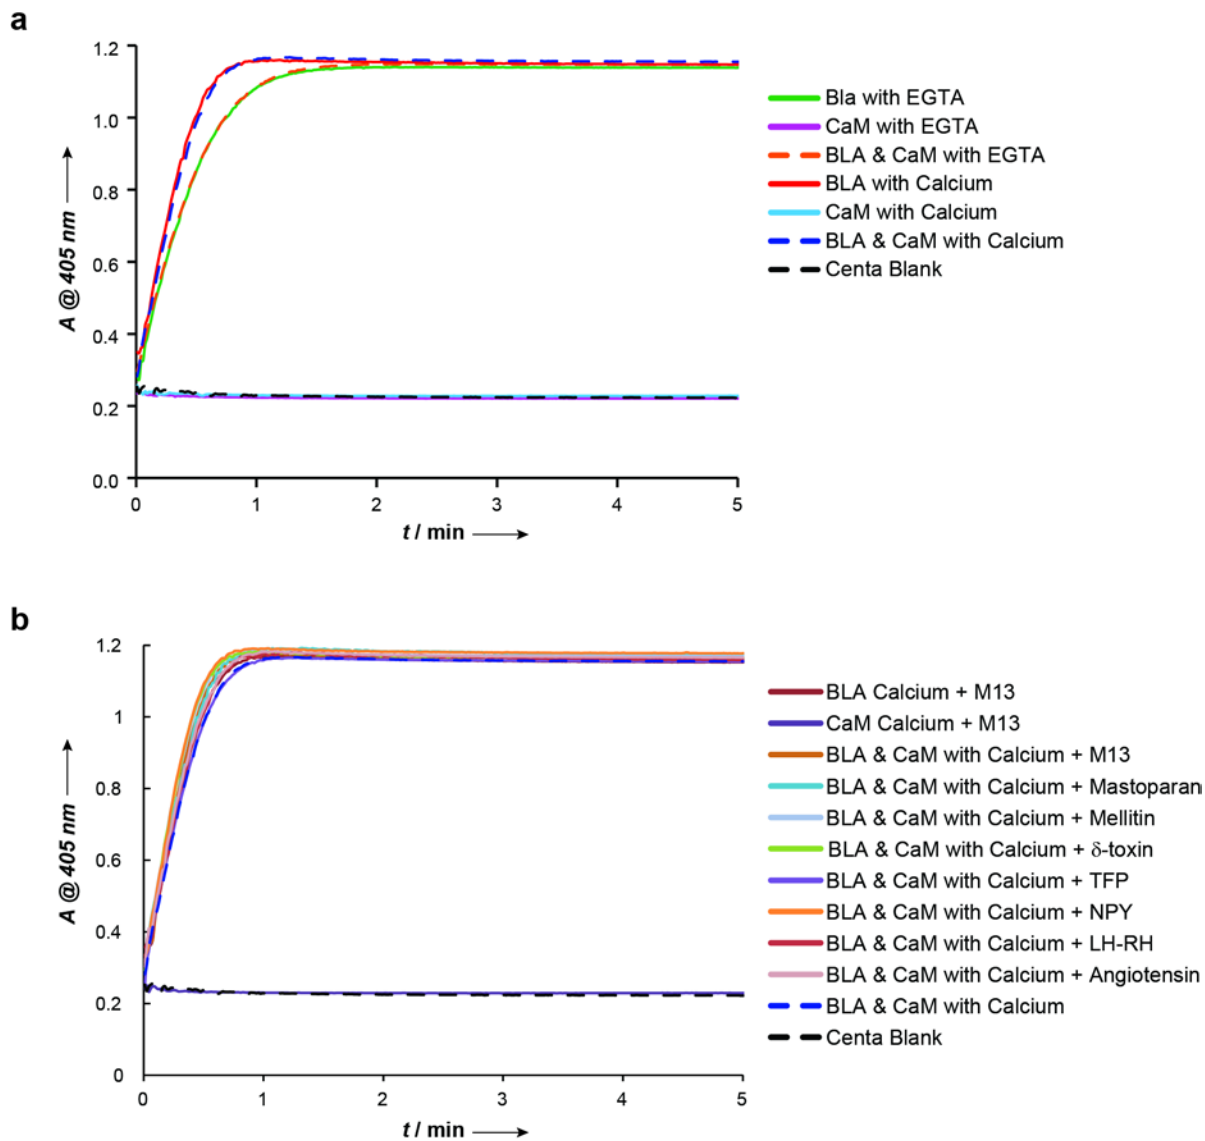 a
1.2
1.0
0.8
0.6
0.4
0.2
0.0
A @ 405 nm
0 1 2 3 4 5
t / min
Bla with EGTA
CaM with EGTA
BLA & CaM with EGTA
BLA with Calcium
CaM with Calcium
BLA & CaM with Calcium
Centa Blank
b
1.2
1
0.8
0.6
0.4
0.2
0
A @ 405 nm
0 1 2 3 4 5
t / min
BLA Calcium + M13
CaM Calcium + M13
BLA & CaM with Calcium + M13
BLA & CaM with Calcium + Mastoparan
BLA & CaM with Calcium + Mellitin
BLA & CaM with Calcium + δ-toxin
BLA & CaM with Calcium + TFP
BLA & CaM with Calcium + NPY
BLA & CaM with Calcium + LH-RH
BLA & CaM with Calcium + Angiotensin
BLA & CaM with Calcium
Centa Blank